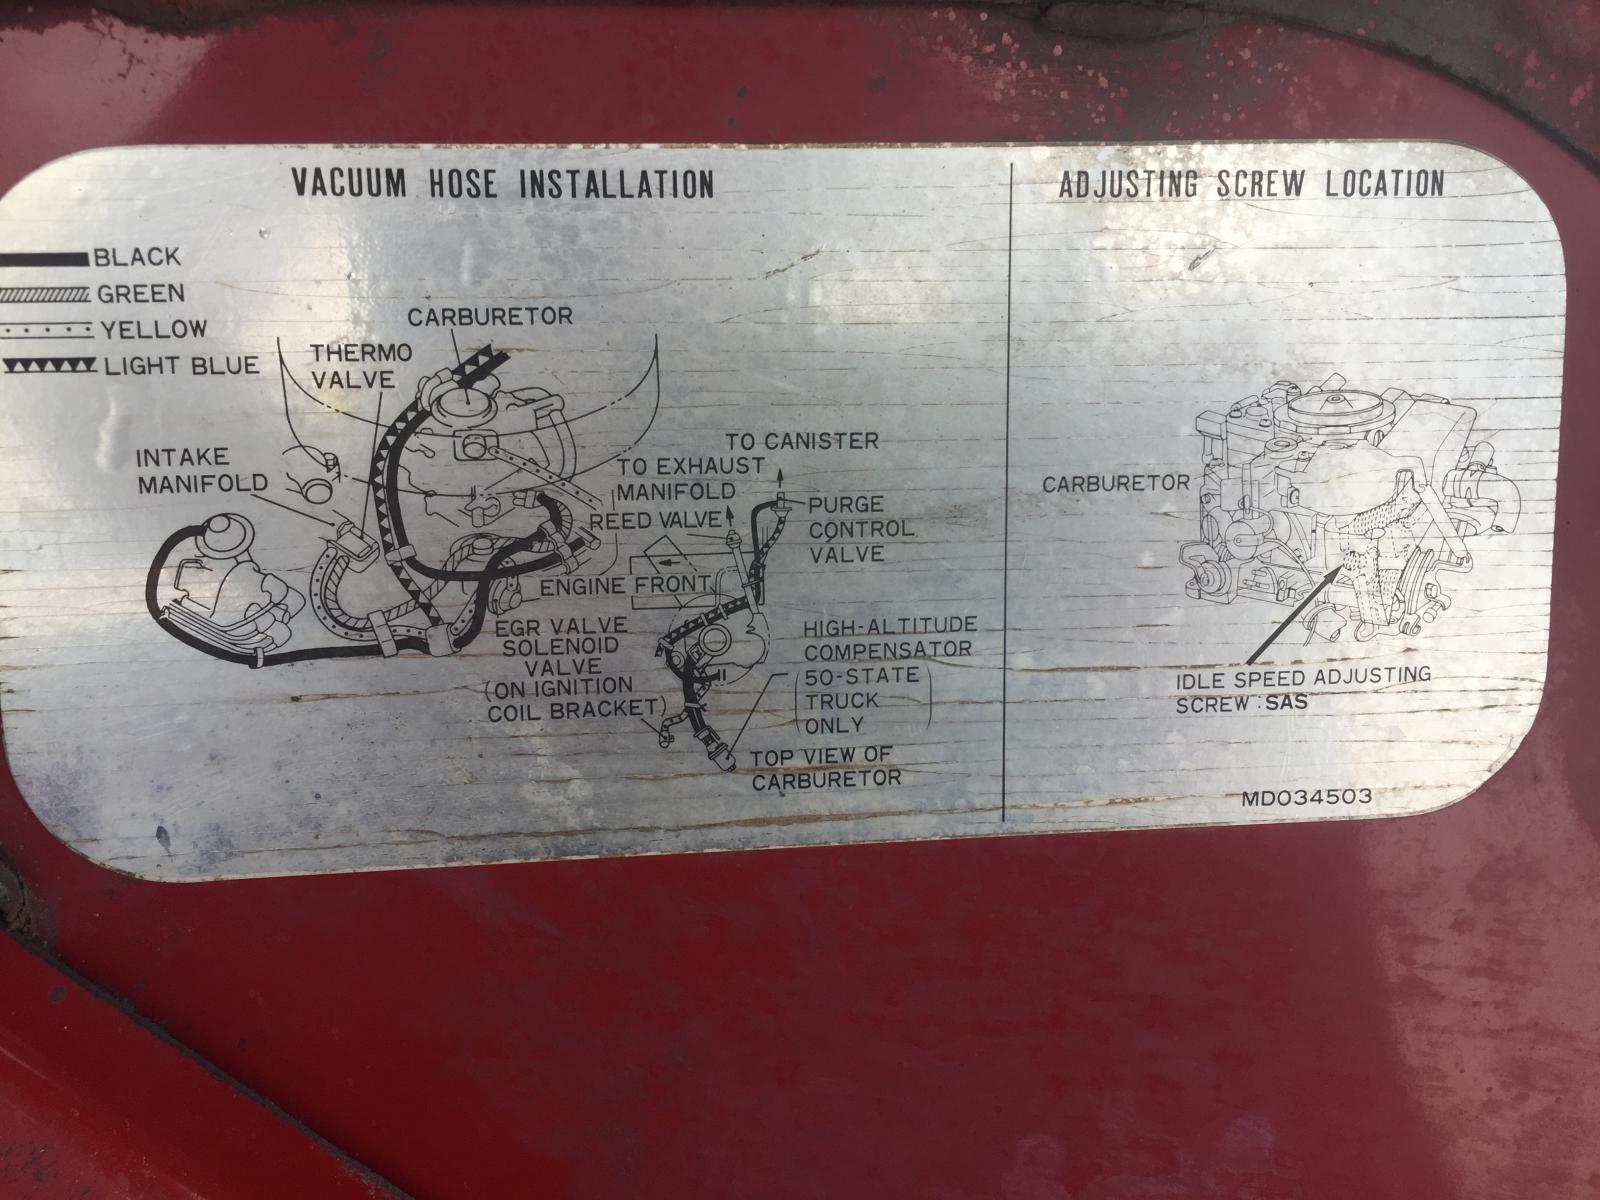 VACUUM HOSE INSTALLATION
BLACK
GREEN
YELLOW
LIGHT BLUE
CARBURETOR
THERMO
VALVE
INTAKE
MANIFOLD
TO CANISTER
TO EXHAUST
MANIFOLD
REED VALVE
PURGE
CONTROL
VALVE
ENGINE FRONT
EGR VALVE
SOLENOID
VALVE
(ON IGNITION
COIL BRACKET)
HIGH-ALTITUDE
COMPENSATOR
(50-STATE
TRUCK
ONLY)
TOP VIEW OF
CARBURETOR
ADJUSTING SCREW LOCATION
CARBURETOR
IDLE SPEED ADJUSTING
SCREW : SAS
MD034503